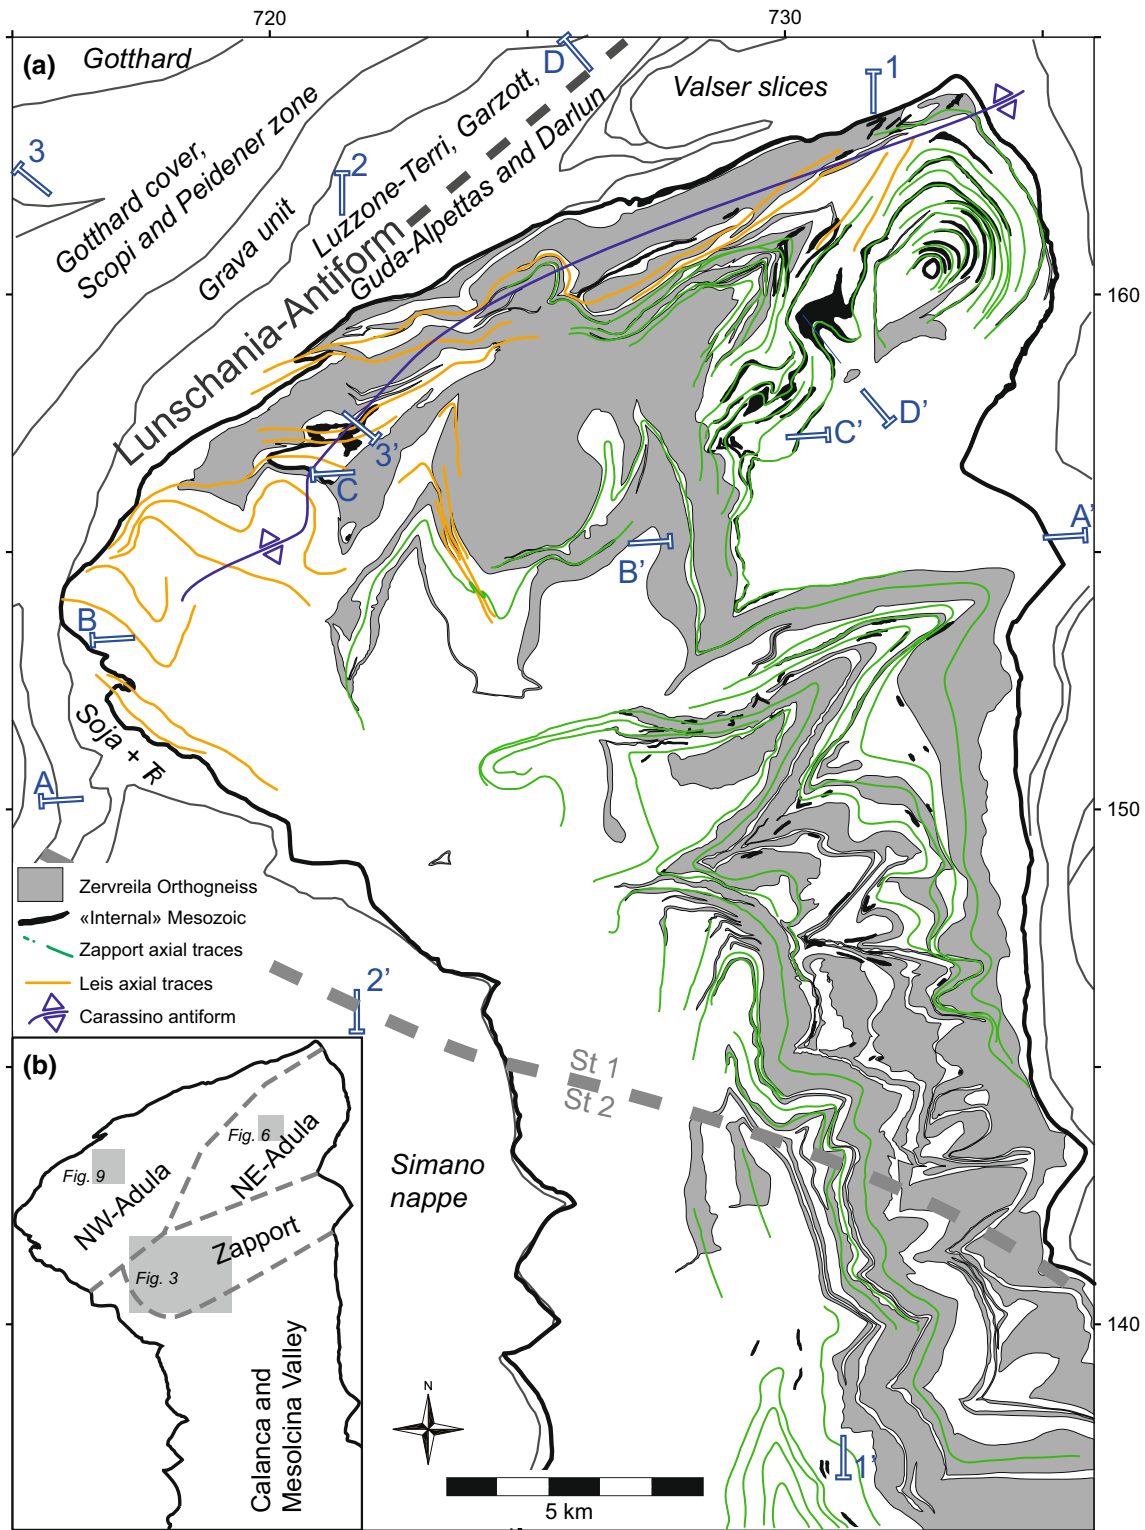 720
730
(a)
Gotthard
D
1
Valser slices
3
2
Gotthard cover,
Scopi and Peidener zone
Grava unit
Luzzone-Terri, Garzott,
Guda-Alpettas and Darlun
Lunschania-Antiform
160
D'
C'
3'
C
A'
B'
B
Soja + R
A
150
Zervreila Orthogneiss
«Internal» Mesozoic
Zapport axial traces
Leis axial traces
Carassino antiform
2'
St 1
St 2
(b)
Fig. 6
Fig. 9
NW-Adula
NE-Adula
Zapport
Fig. 3
Calanca and
Mesolcina Valley
Simano
nappe
140
N
1'
5 km